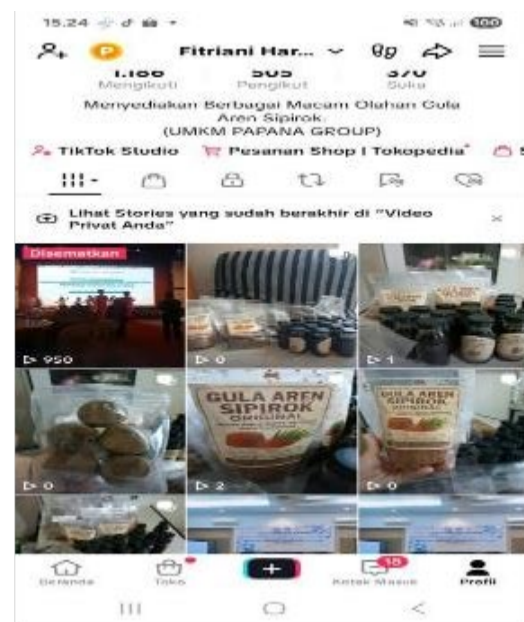 15.24
100
P
Fitriani Har...
1.166 505 370
Mengikuti Pengikut Suka
Menyediakan Berbagai Macam Olahan Gula
Aren Sipirok.
(UMKM PAPANA GROUP)
TikTok Studio Pesanan Shop | Tokopedia
Lihat Stories yang sudah berakhir di "Video
Privat Anda"
Disematkan
950 0 1
GULA AREN
SIPIROK
ORIGINAL
GULA AREN
SIPIROK
ORIGINAL
0 2 0
Beranda Toko 18 Kotak Masuk Profil